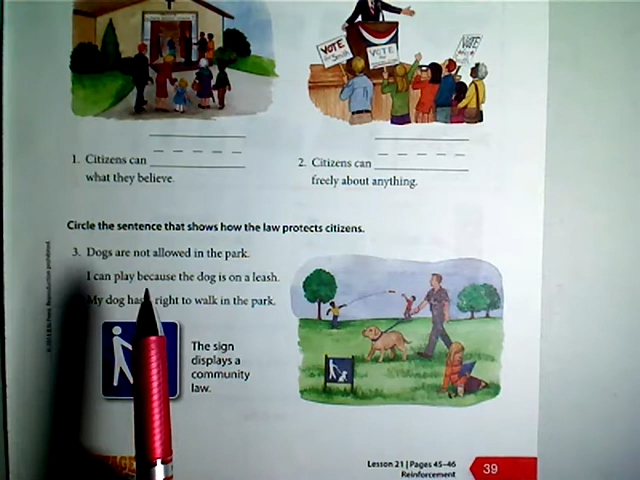 VOTE
VOTE
VOTE
1. Citizens can
what they believe.
2. Citizens can
freely about anything.
Circle the sentence that shows how the law protects citizens.
3. Dogs are not allowed in the park.
I can play because the dog is on a leash.
My dog has right to walk in the park.
The sign
displays a
community
law.
Lesson 21 | Pages 45–46
Reinforcement
39